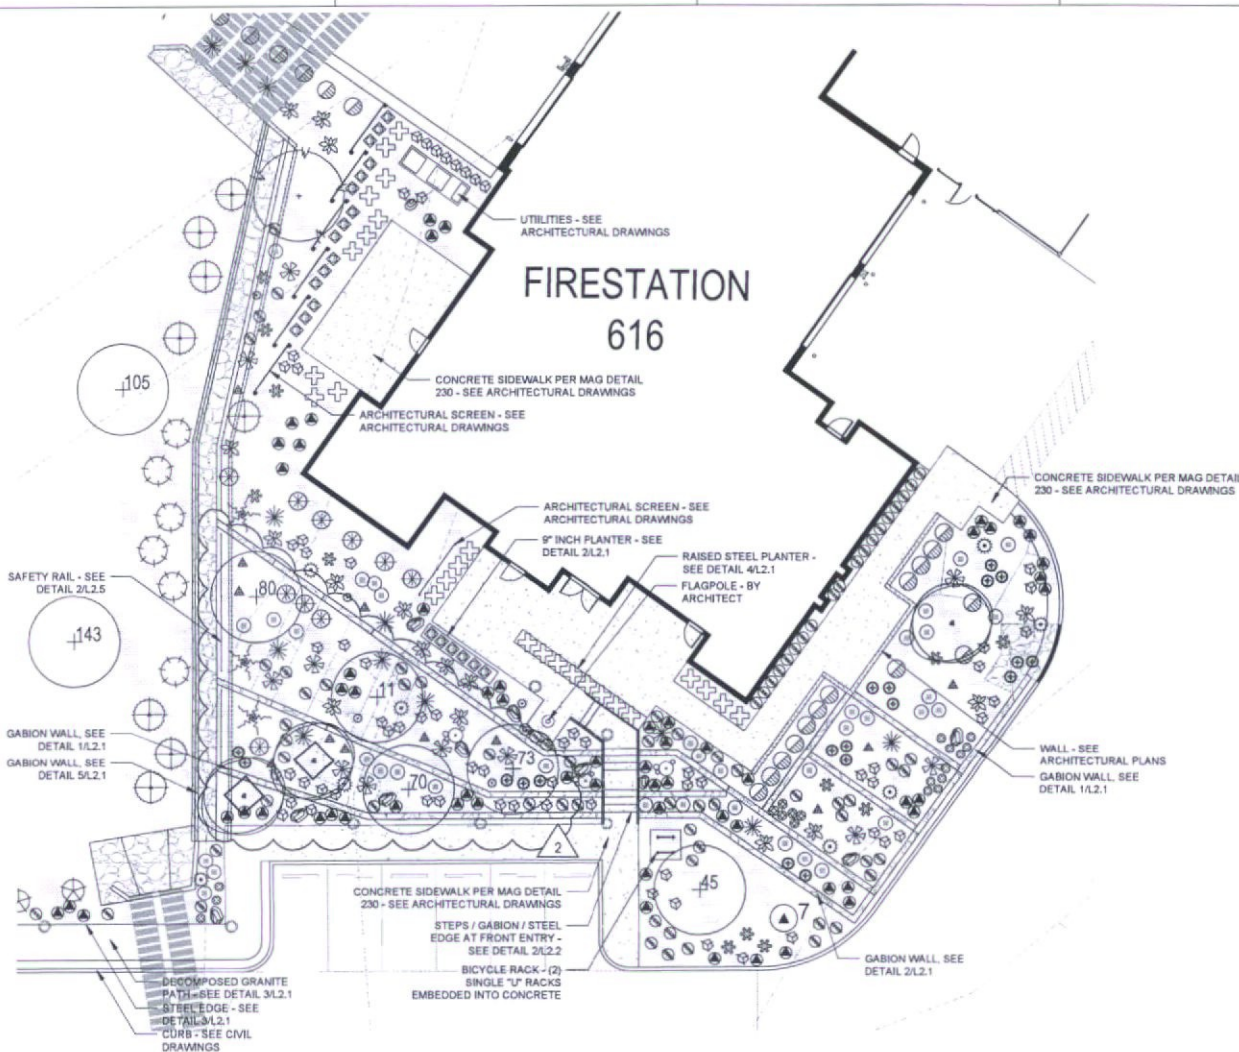 UTIILITIES - SEE
ARCHITECTURAL DRAWINGS
FIRESTATION
616
105
CONCRETE SIDEWALK PER MAG DETAIL
230 - SEE ARCHITECTURAL DRAWINGS
ARCHITECTURAL SCREEN - SEE
ARCHITECTURAL DRAWINGS
CONCRETE SIDEWALK PER MAG DETAIL
230 - SEE ARCHITECTURAL DRAWINGS
ARCHITECTURAL SCREEN - SEE
ARCHITECTURAL DRAWINGS
9" INCH PLANTER - SEE
DETAIL 2/L2.1
RAISED STEEL PLANTER -
SEE DETAIL 4/L2.1
FLAGPOLE - BY
ARCHITECT
SAFETY RAIL - SEE
DETAIL 2/L2.5
80
143
11
GABION WALL, SEE
DETAIL 1/L2.1
GABION WALL, SEE
DETAIL 5/L2.1
73
70
WALL - SEE
ARCHITECTURAL PLANS
GABION WALL, SEE
DETAIL 1/L2.1
2
45
7
CONCRETE SIDEWALK PER MAG DETAIL
230 - SEE ARCHITECTURAL DRAWINGS
STEPS / GABION / STEEL
EDGE AT FRONT ENTRY -
SEE DETAIL 2/L2.2
BICYCLE RACK - (2)
SINGLE "U" RACKS
EMBEDDED INTO CONCRETE
GABION WALL, SEE
DETAIL 2/L2.1
DECOMPOSED GRANITE
PATH - SEE DETAIL 3/L2.1
STEEL EDGE - SEE
DETAIL 3/L2.1
CURB - SEE CIVIL
DRAWINGS